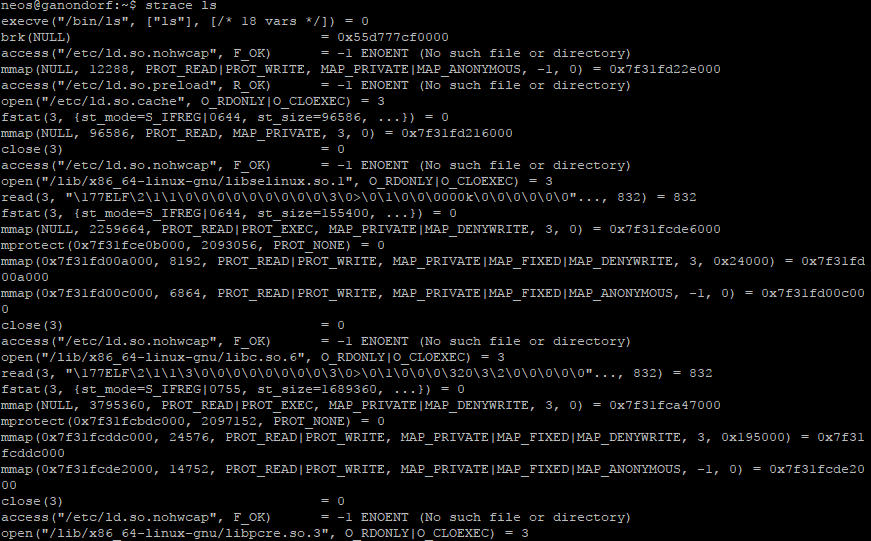 neos@ganondorf:~$ strace ls
execve("/bin/ls", ["ls"], [/* 18 vars */]) = 0
brk(NULL)                               = 0x55d777cf0000
access("/etc/ld.so.nohwcap", F_OK)      = -1 ENOENT (No such file or directory)
mmap(NULL, 12288, PROT_READ|PROT_WRITE, MAP_PRIVATE|MAP_ANONYMOUS, -1, 0) = 0x7f31fd22e000
access("/etc/ld.so.preload", R_OK)      = -1 ENOENT (No such file or directory)
open("/etc/ld.so.cache", O_RDONLY|O_CLOEXEC) = 3
fstat(3, {st_mode=S_IFREG|0644, st_size=96586, ...}) = 0
mmap(NULL, 96586, PROT_READ, MAP_PRIVATE, 3, 0) = 0x7f31fd216000
close(3)                                = 0
access("/etc/ld.so.nohwcap", F_OK)      = -1 ENOENT (No such file or directory)
open("/lib/x86_64-linux-gnu/libselinux.so.1", O_RDONLY|O_CLOEXEC) = 3
read(3, "\177ELF\2\1\1\0\0\0\0\0\0\0\0\0\3\0>\0\1\0\0\0000k\0\0\0\0\0\0"..., 832) = 832
fstat(3, {st_mode=S_IFREG|0644, st_size=155400, ...}) = 0
mmap(NULL, 2259664, PROT_READ|PROT_EXEC, MAP_PRIVATE|MAP_DENYWRITE, 3, 0) = 0x7f31fcde6000
mprotect(0x7f31fce0b000, 2093056, PROT_NONE) = 0
mmap(0x7f31fd00a000, 8192, PROT_READ|PROT_WRITE, MAP_PRIVATE|MAP_FIXED|MAP_DENYWRITE, 3, 0x24000) = 0x7f31fd
00a000
mmap(0x7f31fd00c000, 6864, PROT_READ|PROT_WRITE, MAP_PRIVATE|MAP_FIXED|MAP_ANONYMOUS, -1, 0) = 0x7f31fd00c00
0
close(3)                                = 0
access("/etc/ld.so.nohwcap", F_OK)      = -1 ENOENT (No such file or directory)
open("/lib/x86_64-linux-gnu/libc.so.6", O_RDONLY|O_CLOEXEC) = 3
read(3, "\177ELF\2\1\1\3\0\0\0\0\0\0\0\0\3\0>\0\1\0\0\0\320\3\2\0\0\0\0\0"..., 832) = 832
fstat(3, {st_mode=S_IFREG|0755, st_size=1689360, ...}) = 0
mmap(NULL, 3795360, PROT_READ|PROT_EXEC, MAP_PRIVATE|MAP_DENYWRITE, 3, 0) = 0x7f31fca47000
mprotect(0x7f31fcbdc000, 2097152, PROT_NONE) = 0
mmap(0x7f31fcddc000, 24576, PROT_READ|PROT_WRITE, MAP_PRIVATE|MAP_FIXED|MAP_DENYWRITE, 3, 0x195000) = 0x7f31
fcddc000
mmap(0x7f31fcde2000, 14752, PROT_READ|PROT_WRITE, MAP_PRIVATE|MAP_FIXED|MAP_ANONYMOUS, -1, 0) = 0x7f31fcde20
00
close(3)                                = 0
access("/etc/ld.so.nohwcap", F_OK)      = -1 ENOENT (No such file or directory)
open("/lib/x86_64-linux-gnu/libpcre.so.3", O_RDONLY|O_CLOEXEC) = 3